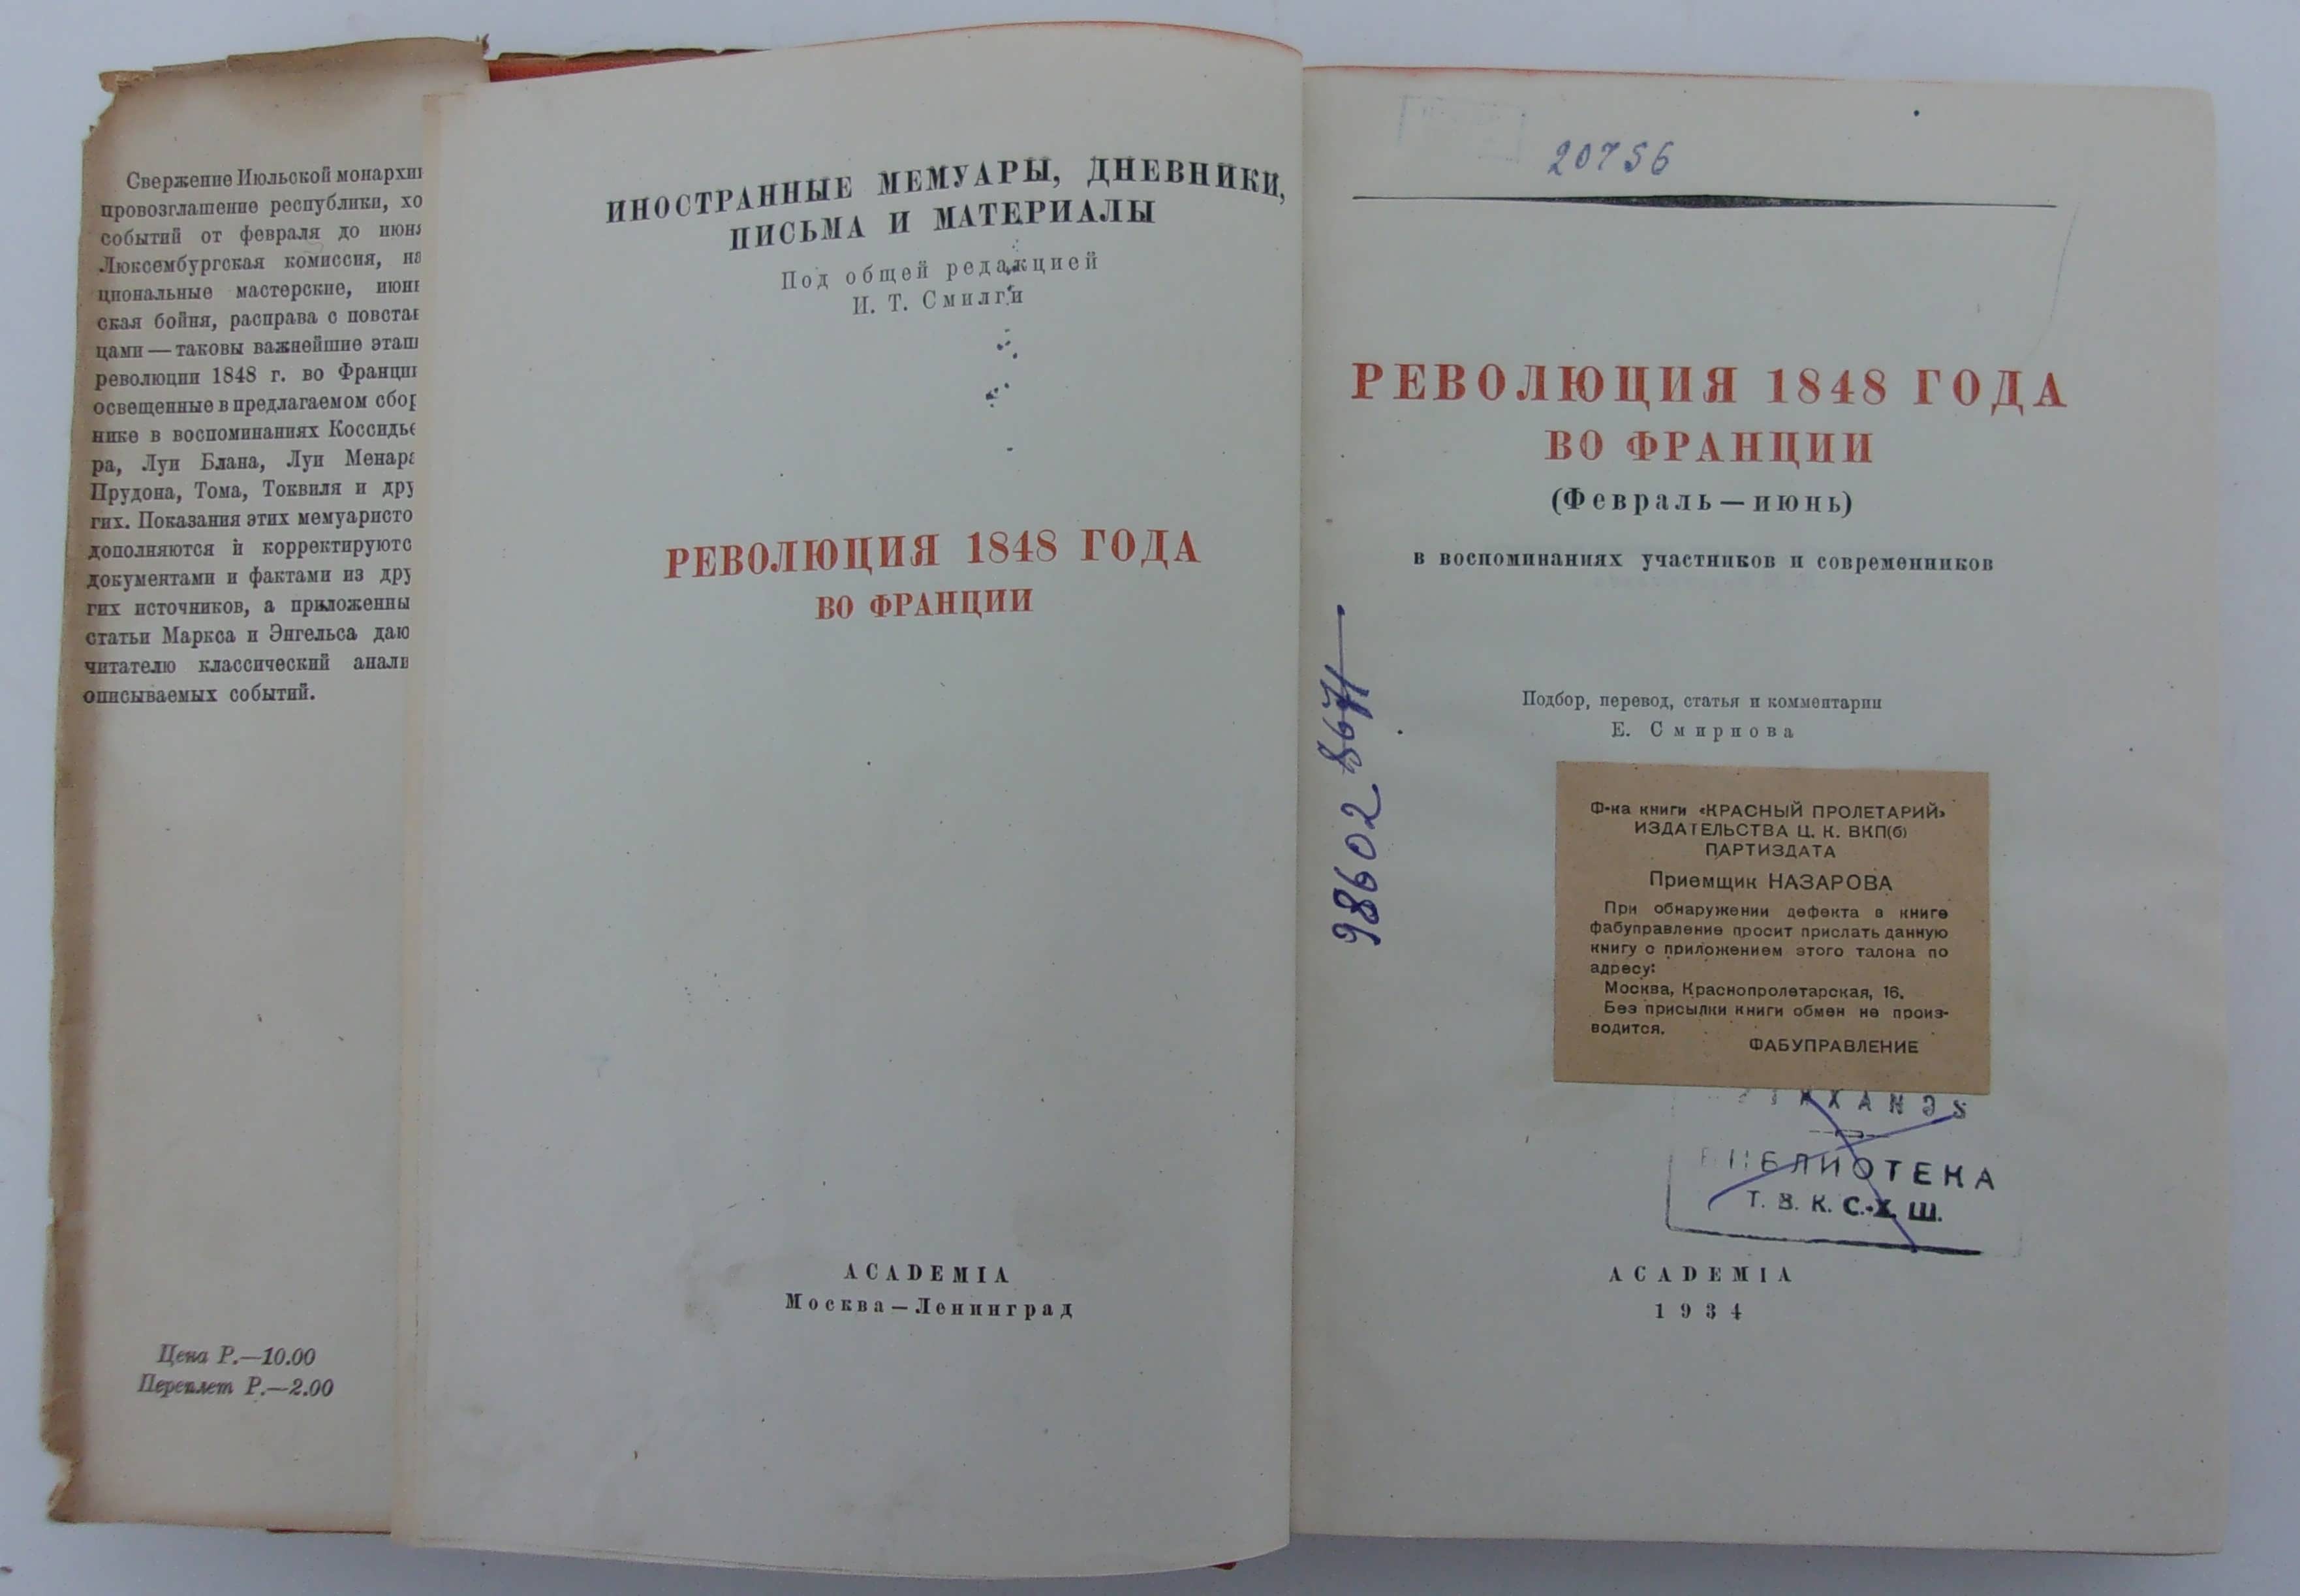 Свержение Июльской монархии
провозглашение республики, хо
событий от февраля до июня
Люксембургская комиссия, на
циональные мастерские, июнь
ская бойня, расправа с повстан
цами — таковы важнейшие этапы
революции 1848 г. во Франции
освещенные в предлагаемом сбор
нике в воспоминаниях Коссидье
ра, Луи Блана, Луи Менара
Прудона, Тома, Токвиля и дру
гих. Показания этих мемуаристо
дополняются и корректируютс
документами и фактами из дру
гих источников, а приложенны
статьи Маркса и Энгельса даю
читателю классический анали
описываемых событий.
Цена Р.—10.00
Переплет Р.—2.00
ИНОСТРАННЫЕ МЕМУАРЫ, ДНЕВНИКИ,
ПИСЬМА И МАТЕРИАЛЫ
Под общей редакцией
И. Т. Смилги
РЕВОЛЮЦИЯ 1848 ГОДА
ВО ФРАНЦИИ
ACADEMIA
Москва—Ленинград
20756
РЕВОЛЮЦИЯ 1848 ГОДА
ВО ФРАНЦИИ
(Февраль—июнь)
в воспоминаниях участников и современников
Подбор, перевод, статья и комментарии
Е. Смирнова
98602
Ф-ка книги «КРАСНЫЙ ПРОЛЕТАРИЙ»
ИЗДАТЕЛЬСТВА Ц. К. ВКП(б)
ПАРТИЗДАТА
Приемщик НАЗАРОВА
При обнаружении дефекта в книге
фабуправление просит прислать данную
книгу с приложением этого талона по
адресу:
Москва, Краснопролетарская, 16.
Без присылки книги обмен не произ-
водится.
ФАБУПРАВЛЕНИЕ
БИБЛИОТЕКА
Т. В. К. С.-Х. Ш.
ACADEMIA
1934